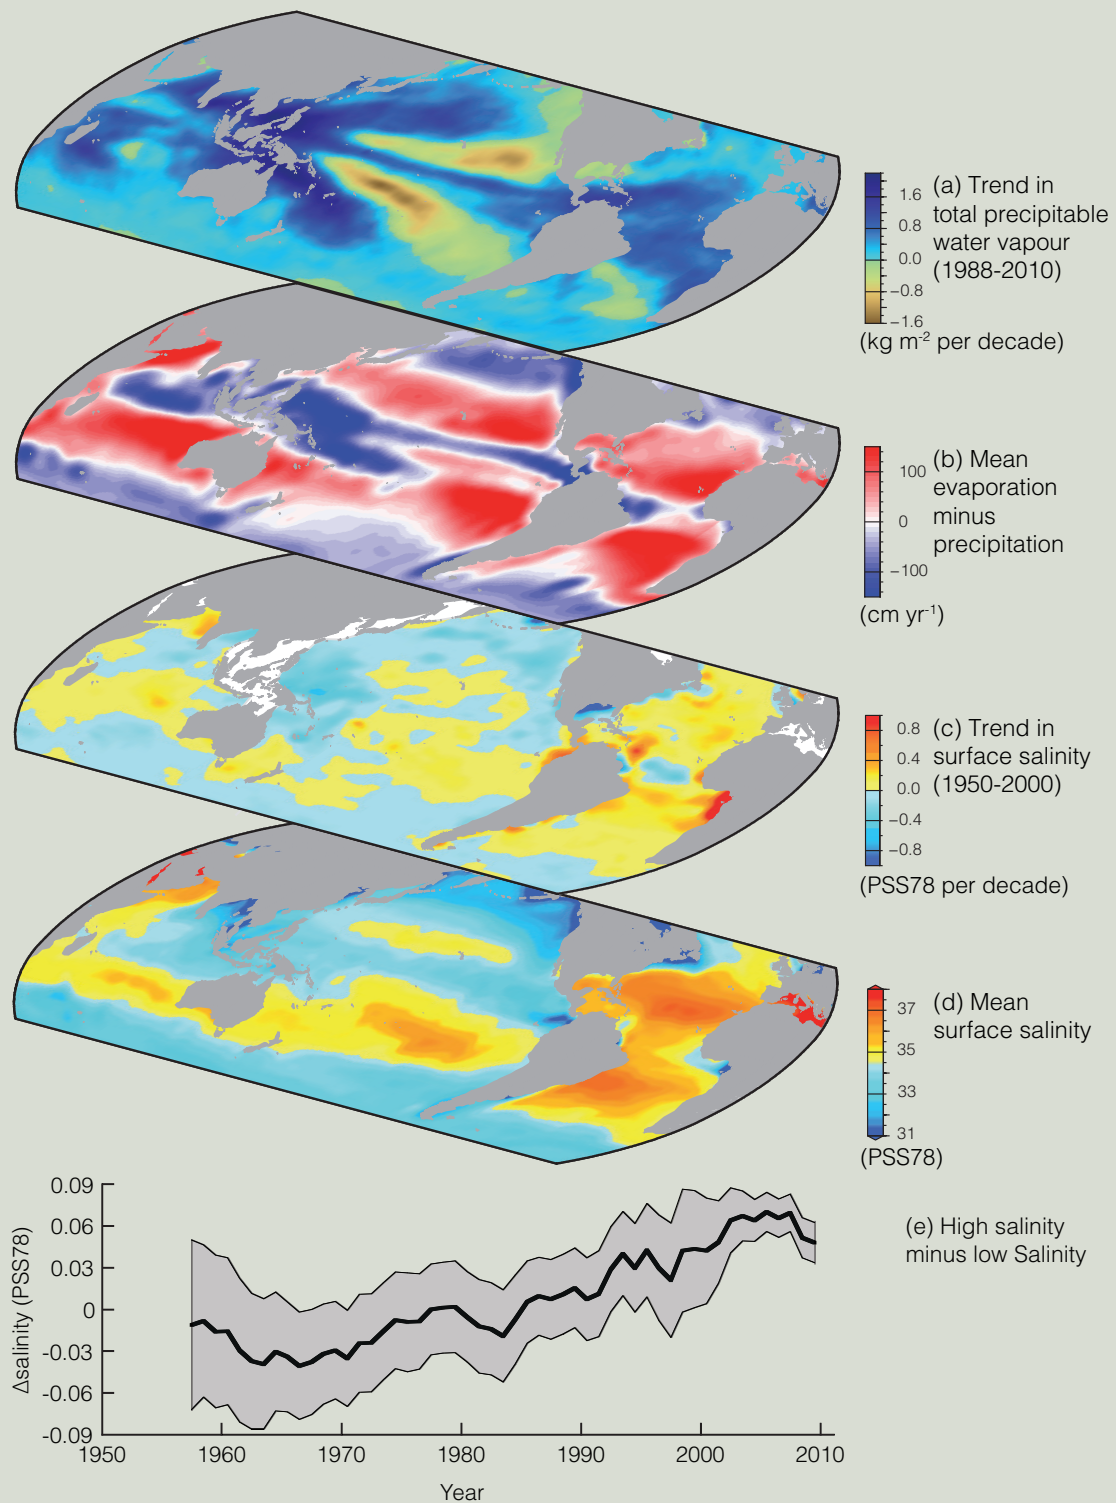 1.6
0.8
0.0
−0.8
−1.6
(a) Trend in
total precipitable
water vapour
(1988-2010)
(kg m⁻² per decade)
100
0
−100
(b) Mean
evaporation
minus
precipitation
(cm yr⁻¹)
0.8
0.4
0.0
−0.4
−0.8
(c) Trend in
surface salinity
(1950-2000)
(PSS78 per decade)
37
35
33
31
(d) Mean
surface salinity
(PSS78)
0.09
0.06
0.03
0
-0.03
-0.06
-0.09
Δsalinity (PSS78)
(e) High salinity
minus low Salinity
1950 1960 1970 1980 1990 2000 2010
Year